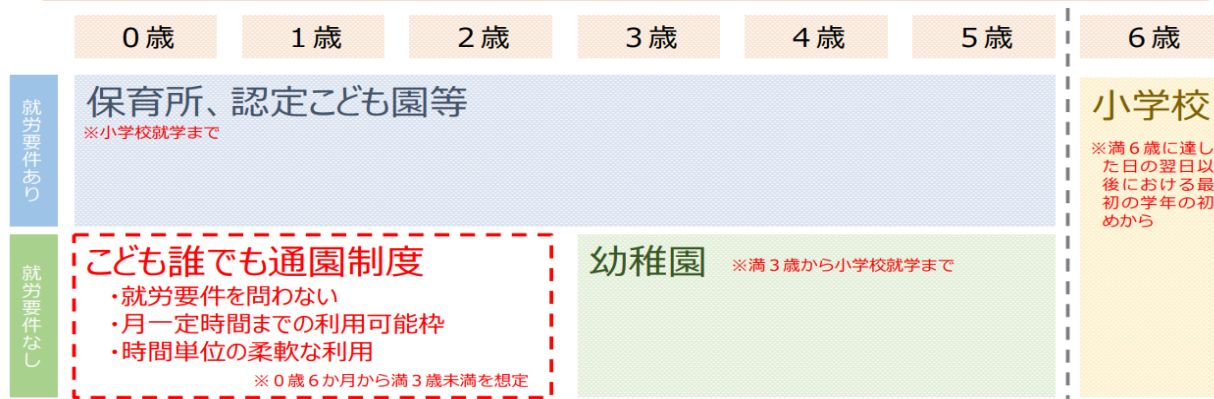 0歳
1歳
2歳
3歳
4歳
5歳
6歳
就労要件あり
保育所、認定こども園等
※小学校就学まで
小学校
※満6歳に達し
た日の翌日以
後における最
初の学年の初
めから
就労要件なし
こども誰でも通園制度
・就労要件を問わない
・月一定時間までの利用可能枠
・時間単位の柔軟な利用
※0歳6か月から満3歳未満を想定
幼稚園
※満3歳から小学校就学まで